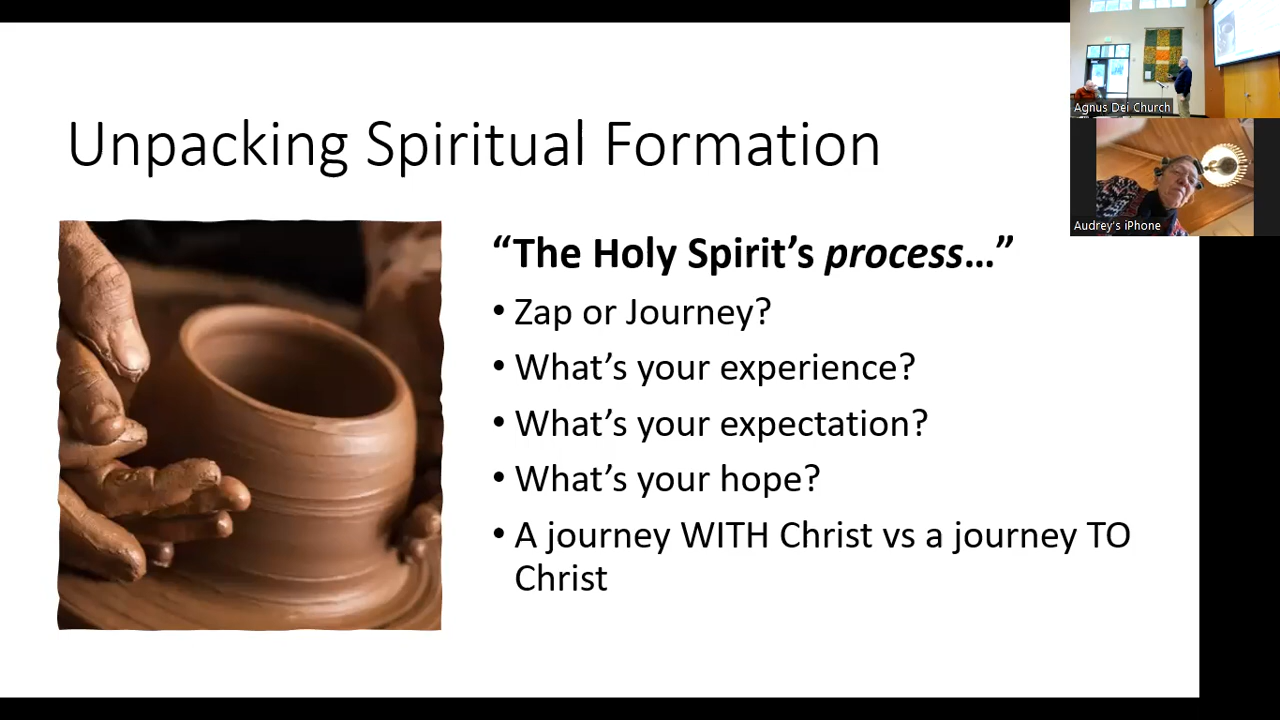 Unpacking Spiritual Formation
“The Holy Spirit’s process…”
• Zap or Journey?
• What’s your experience?
• What’s your expectation?
• What’s your hope?
• A journey WITH Christ vs a journey TO
Christ
Agnus Dei Church
Audrey's iPhone